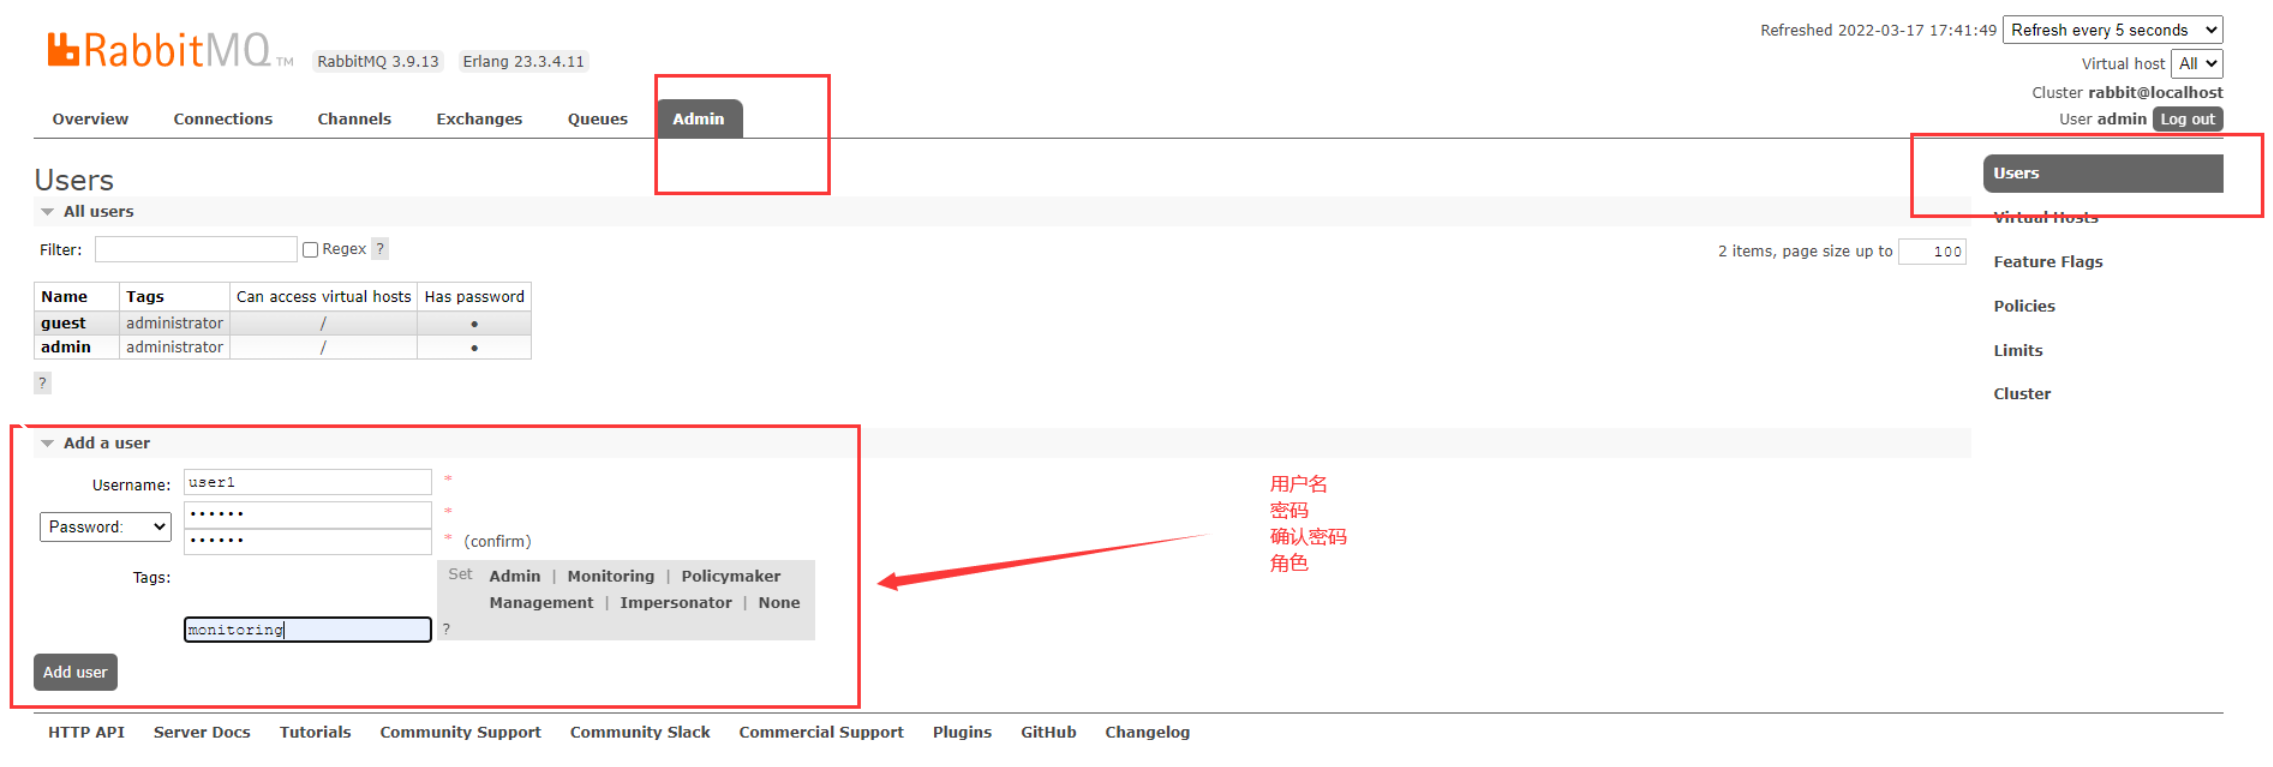 RabbitMQ TM RabbitMQ 3.9.13 Erlang 23.3.4.11
Refreshed 2022-03-17 17:41:49 Refresh every 5 seconds
Virtual host All
Cluster rabbit@localhost
User admin Log out
Overview Connections Channels Exchanges Queues Admin
Users
All users
Filter: Regex ?
2 items, page size up to 100
Name Tags Can access virtual hosts Has password
guest administrator / ●
admin administrator / ●
?
Users
Virtual Hosts
Feature Flags
Policies
Limits
Cluster
Add a user
Username: user1 *
Password: •••••• *
•••••• * (confirm)
Tags: Set Admin | Monitoring | Policymaker
Management | Impersonator | None
monitoring ?
Add user
用户名
密码
确认密码
角色
HTTP API Server Docs Tutorials Community Support Community Slack Commercial Support Plugins GitHub Changelog